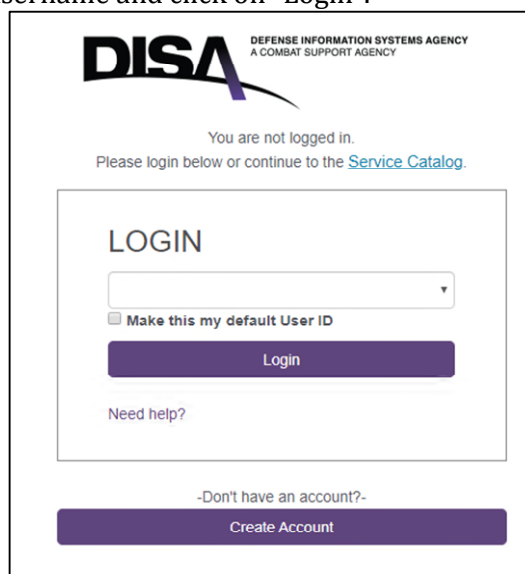 sername and click on "Login".
DISA
DEFENSE INFORMATION SYSTEMS AGENCY
A COMBAT SUPPORT AGENCY
You are not logged in.
Please login below or continue to the Service Catalog.
LOGIN
Make this my default User ID
Login
Need help?
-Don't have an account?-
Create Account